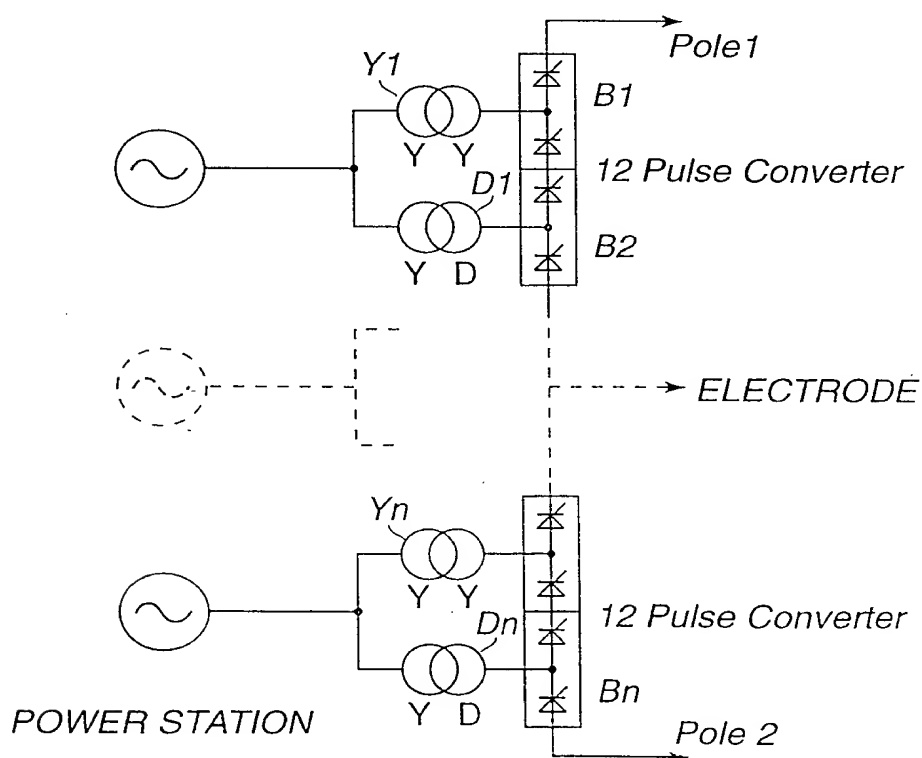 Pole1
Y1
B1
Y Y
12 Pulse Converter
D1
B2
Y D
ELECTRODE
Yn
Y Y
12 Pulse Converter
Dn
Bn
Y D
POWER STATION
Pole 2